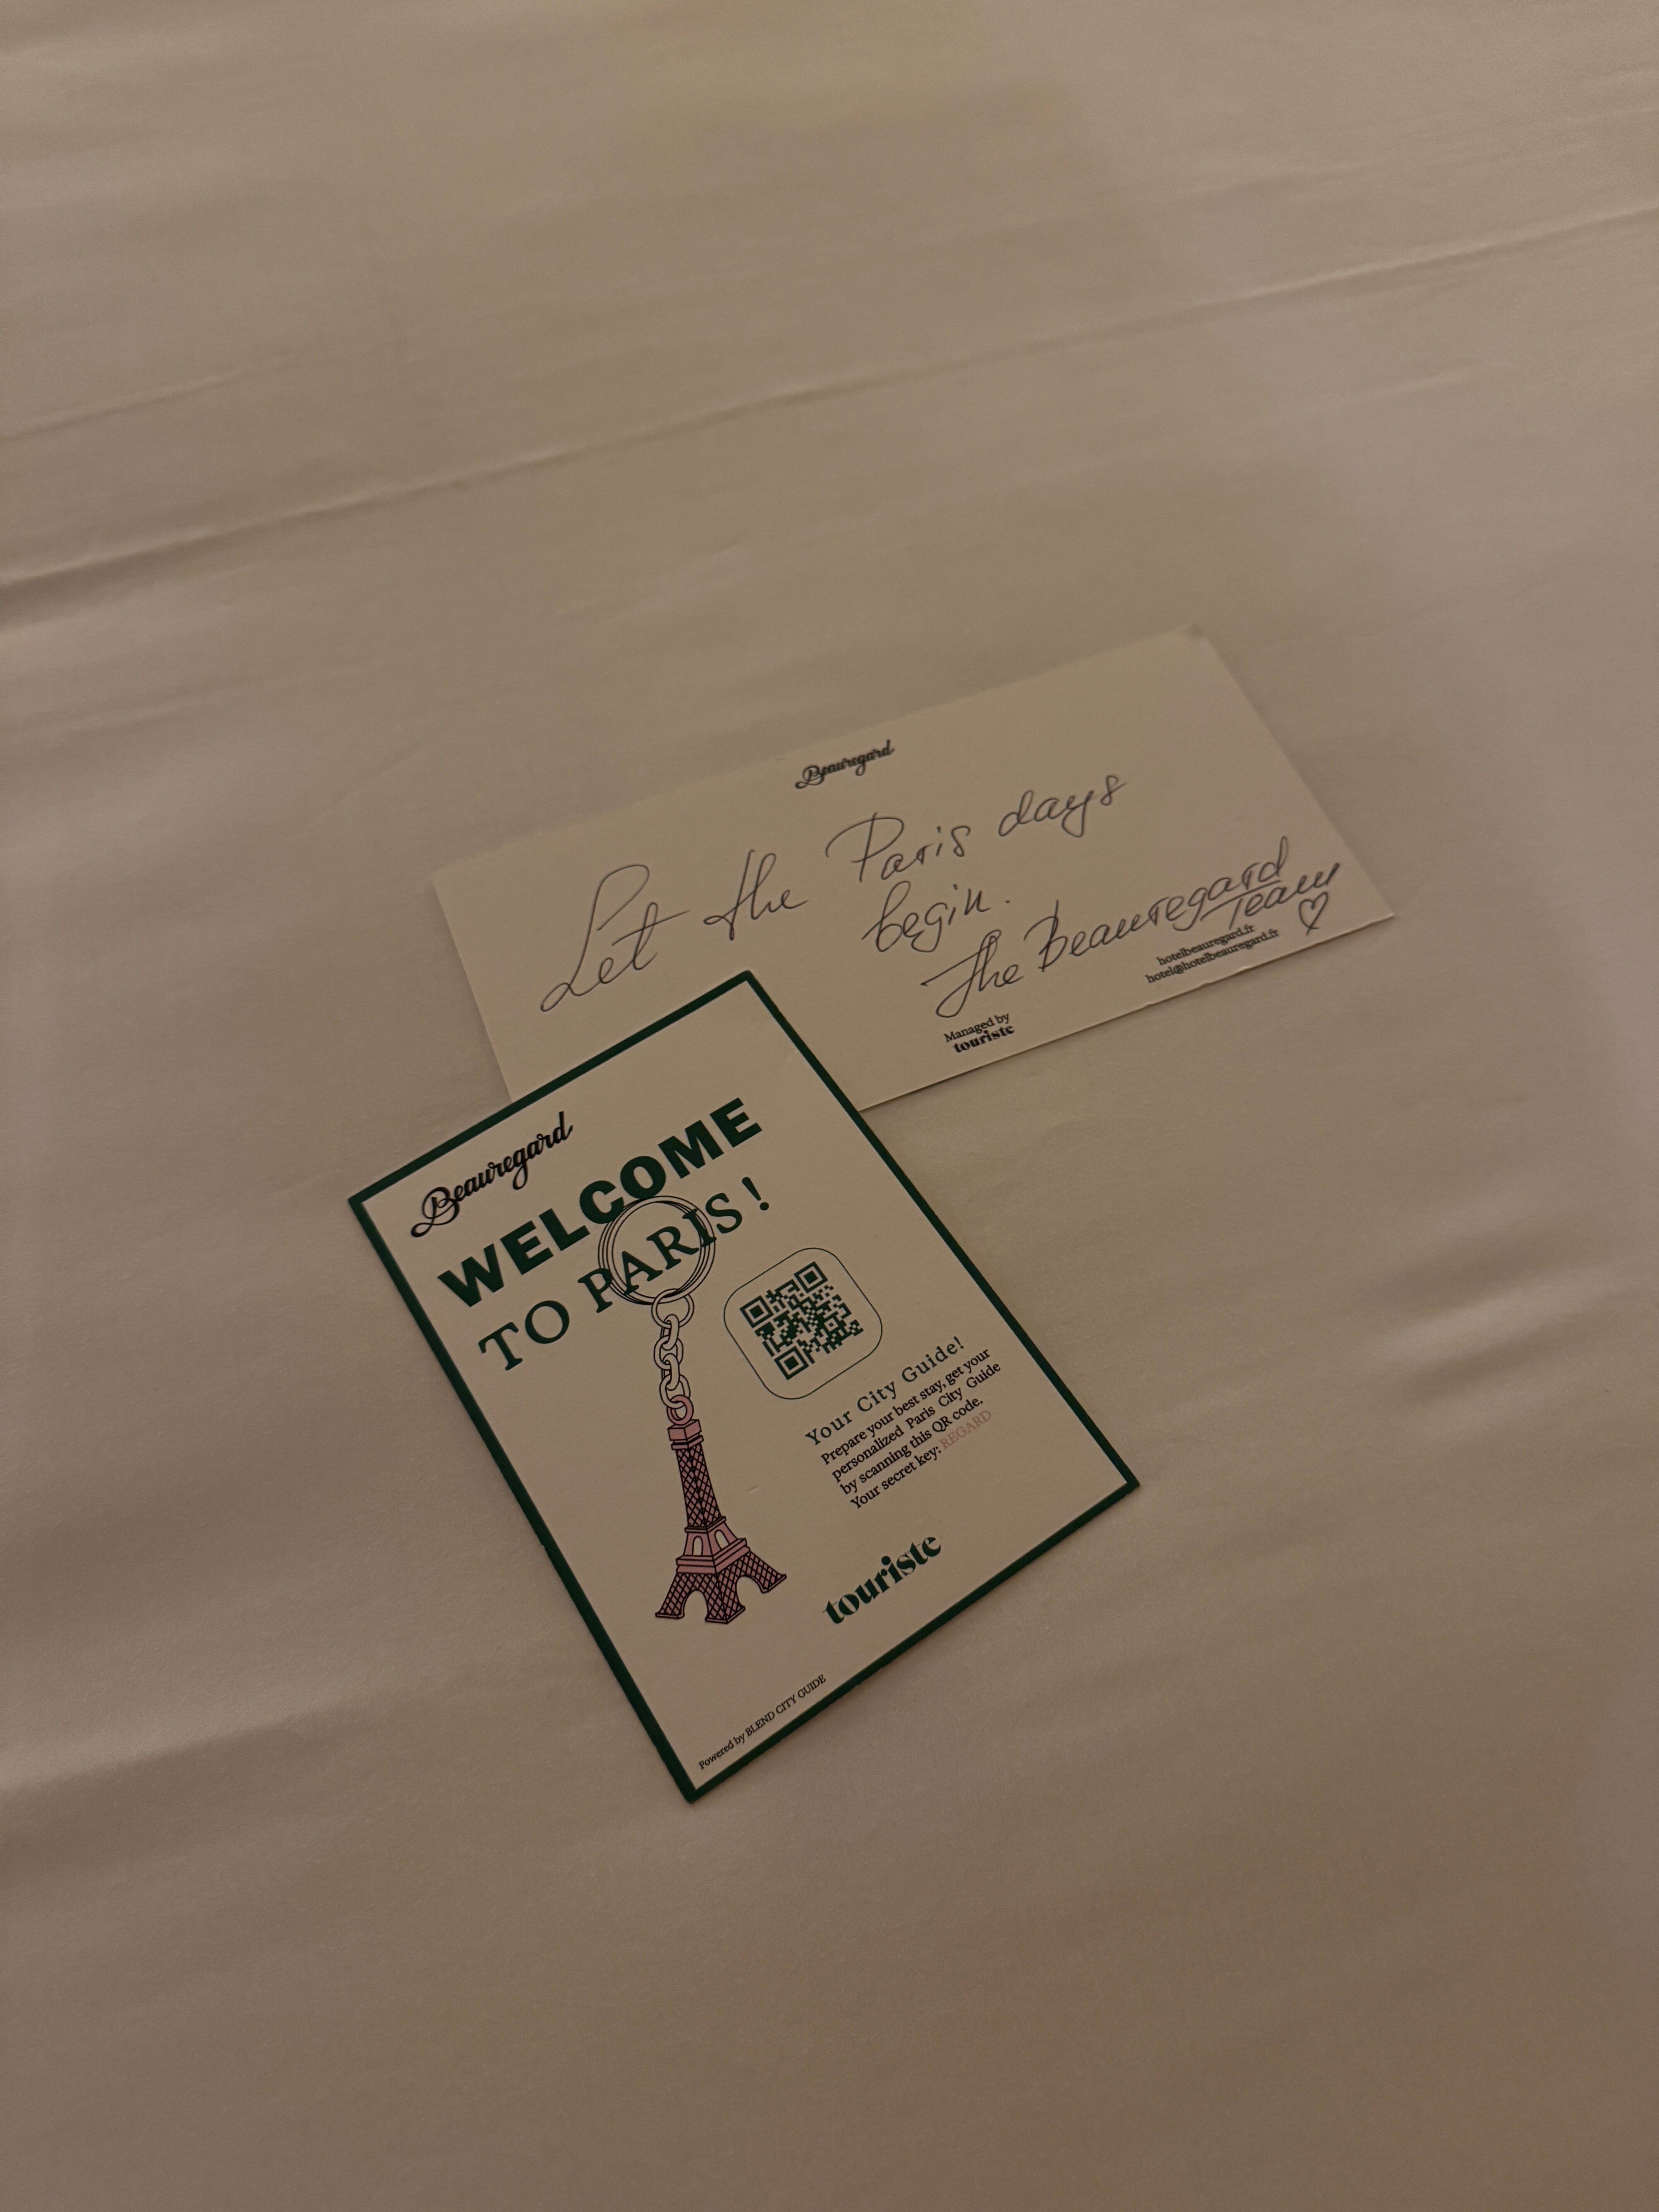 Beauregard
Let the Paris days
begin.
The Beauregard
Team
hotelbeauregard.fr
hotel@hotelbeauregard.fr
Managed by
touriste
Beauregard
WELCOME
TO PARIS !
Your City Guide!
Prepare your best stay, get your
personalized Paris City Guide
by scanning this QR code.
Your secret key: REGARD
touriste
Powered by BLEND CITY GUIDE